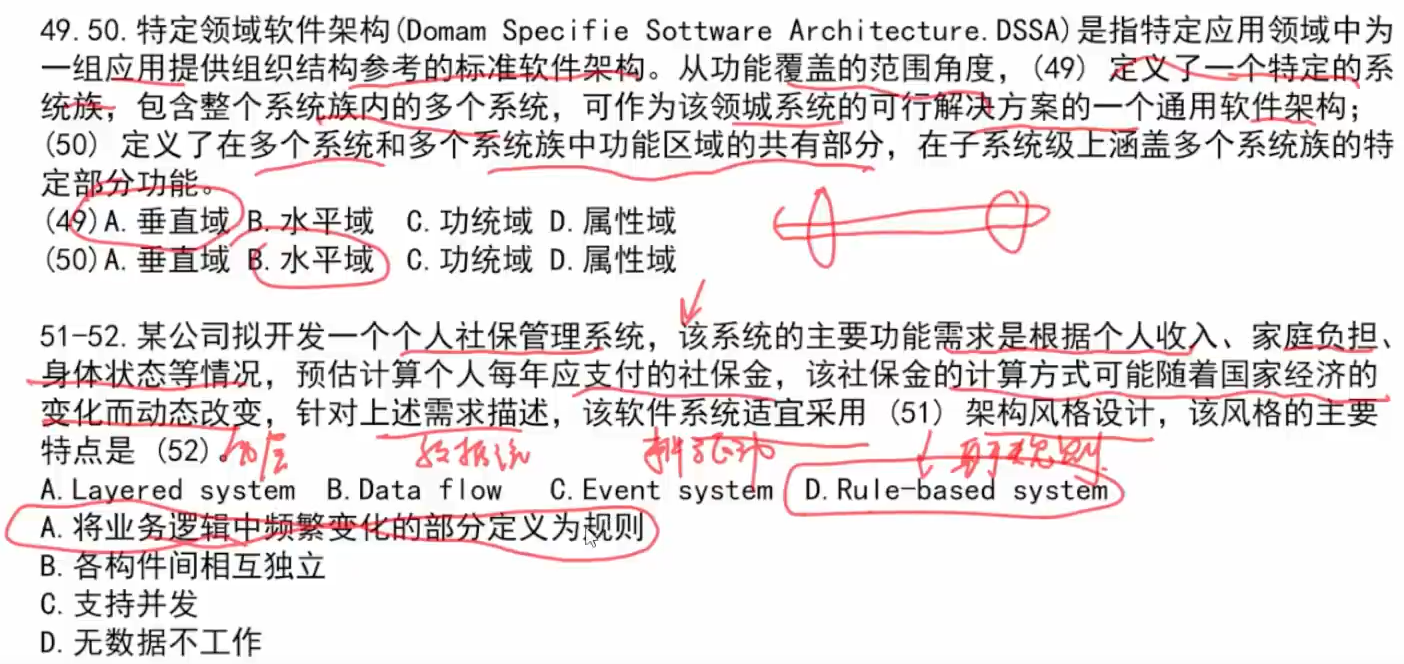 49.50.特定领域软件架构(Domam Specifie Sottware Architecture.DSSA)是指特定应用领域中为
一组应用提供组织结构参考的标准软件架构。从功能覆盖的范围角度，(49) 定义了一个特定的系
统族，包含整个系统族内的多个系统，可作为该领城系统的可行解决方案的一个通用软件架构；
(50) 定义了在多个系统和多个系统族中功能区域的共有部分，在子系统级上涵盖多个系统族的特
定部分功能。
(49)A.垂直域 B.水平域 C.功统域 D.属性域
(50)A.垂直域 B.水平域 C.功统域 D.属性域
51-52.某公司拟开发一个个人社保管理系统，该系统的主要功能需求是根据个人收入、家庭负担、
身体状态等情况，预估计算个人每年应支付的社保金，该社保金的计算方式可能随着国家经济的
变化而动态改变，针对上述需求描述，该软件系统适宜采用 (51) 架构风格设计，该风格的主要
特点是 (52)。
分层 数据流 事件驱动 基于规则
A.Layered system B.Data flow C.Event system D.Rule-based system
A.将业务逻辑中频繁变化的部分定义为规则
B.各构件间相互独立
C.支持并发
D.无数据不工作